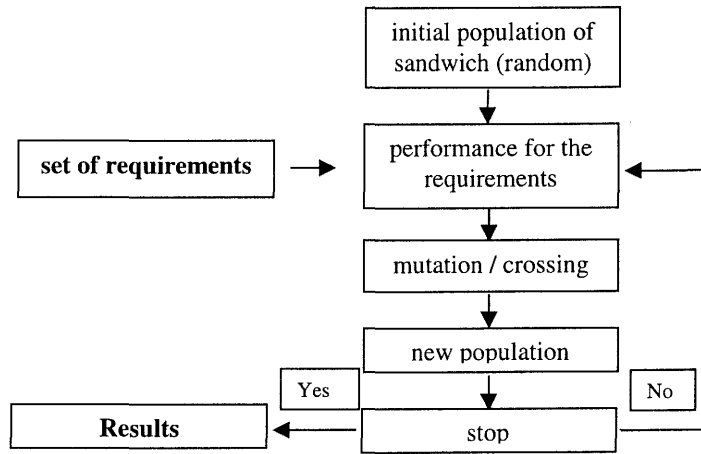 initial population of
sandwich (random)
set of requirements
performance for the
requirements
mutation / crossing
new population
Yes
No
Results
stop